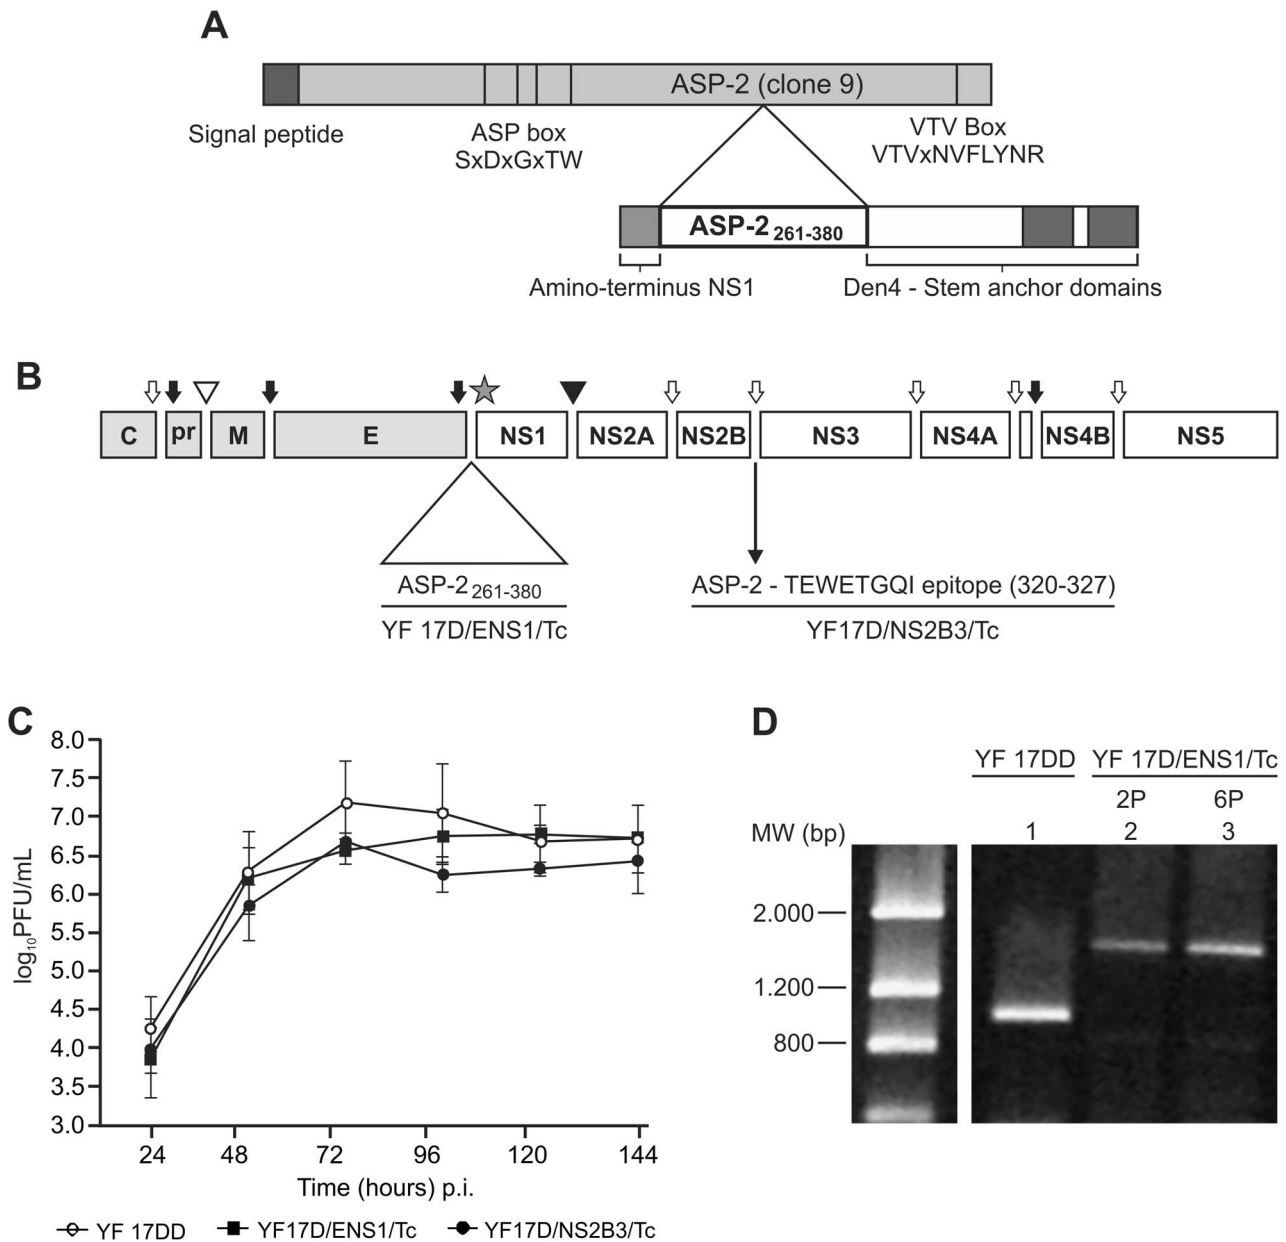 A
ASP-2 (clone 9)
Signal peptide
ASP box
SxDxGxTW
VTV Box
VTVxNVFLYNR
ASP-2 261-380
Amino-terminus NS1
Den4 - Stem anchor domains
B
C pr M E NS1 NS2A NS2B NS3 NS4A NS4B NS5
ASP-2 261-380
YF 17D/ENS1/Tc
ASP-2 - TEWETGQI epitope (320-327)
YF17D/NS2B3/Tc
C
8.0
7.5
7.0
6.5
6.0
5.5
5.0
4.5
4.0
3.5
3.0
log10PFU/mL
24 48 72 96 120 144
Time (hours) p.i.
YF 17DD YF17D/ENS1/Tc YF17D/NS2B3/Tc
D
YF 17DD YF 17D/ENS1/Tc
2P 6P
MW (bp) 1 2 3
2.000
1.200
800